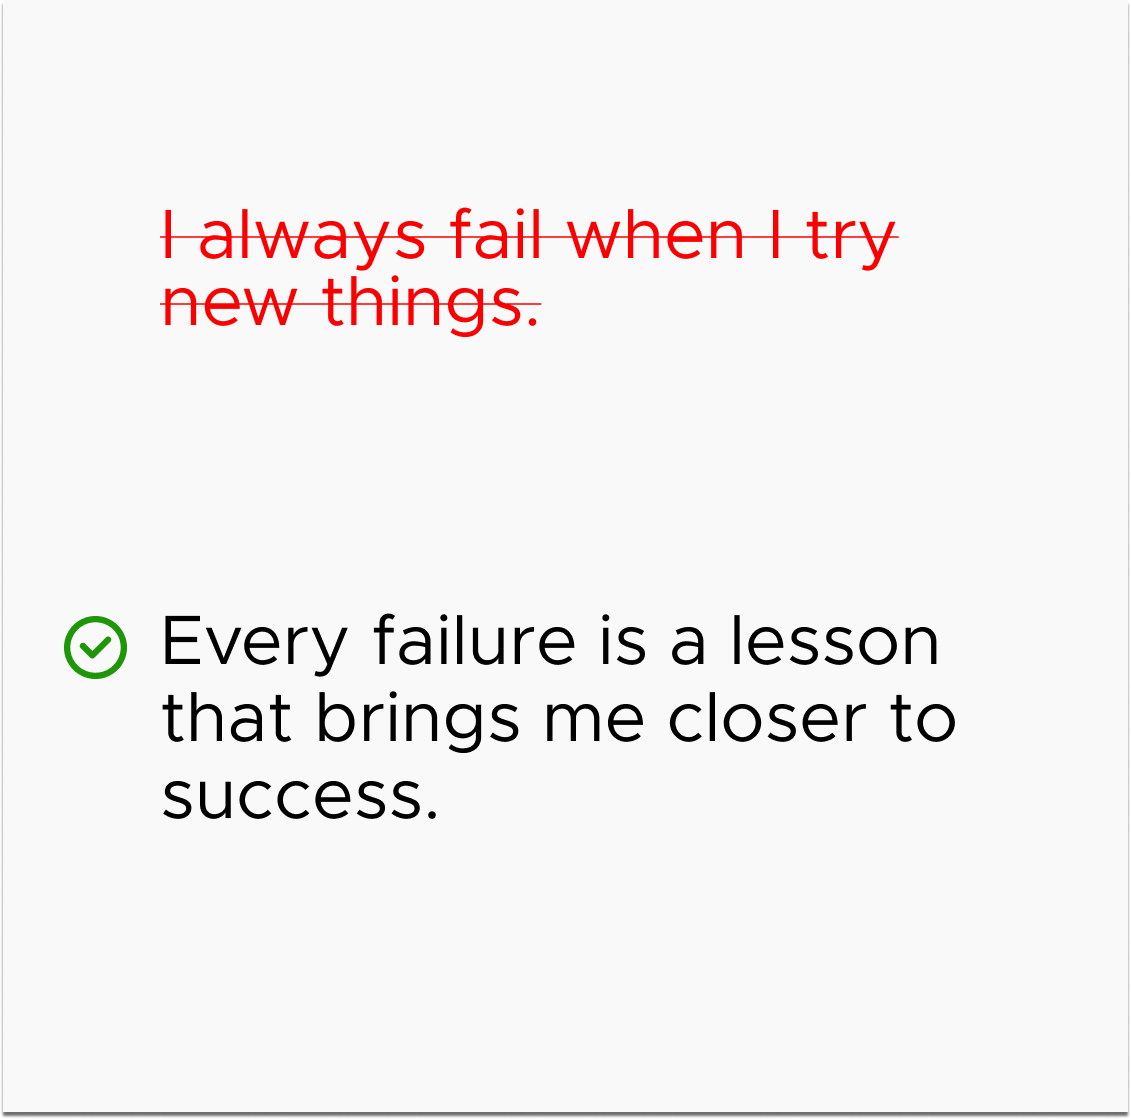 I always fail when I try
new things.
Every failure is a lesson
that brings me closer to
success.